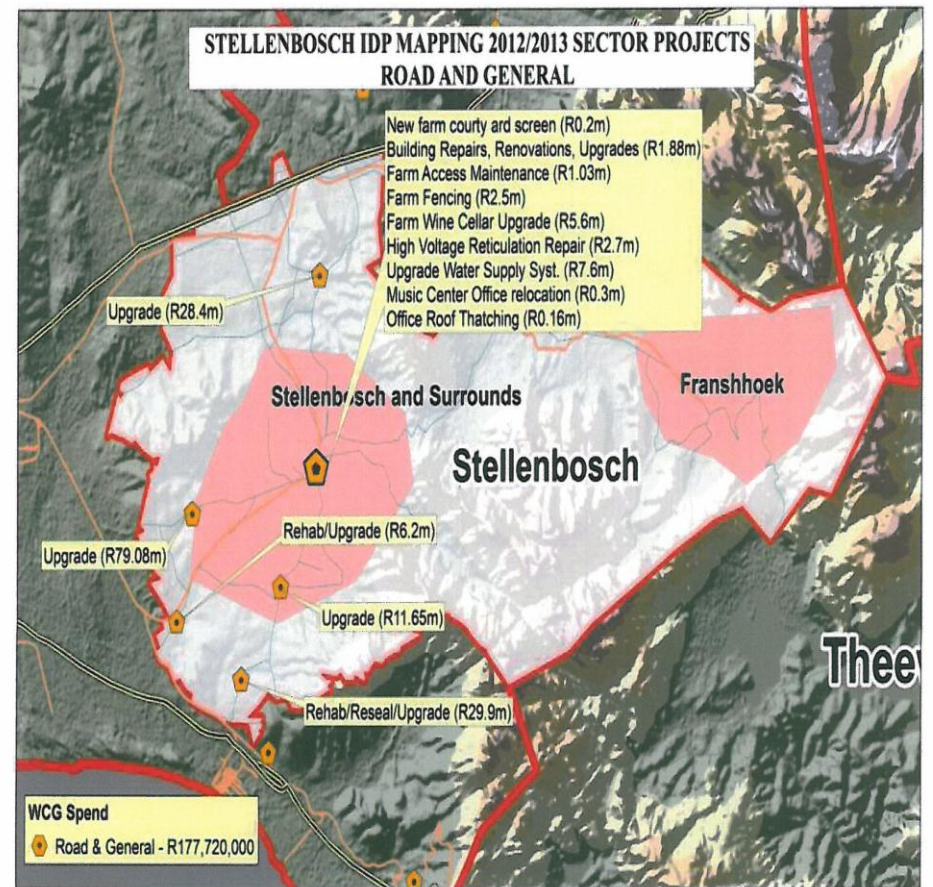 STELLENBOSCH IDP MAPPING 2012/2013 SECTOR PROJECTS
ROAD AND GENERAL
New farm courty ard screen (R0.2m)
Building Repairs, Renovations, Upgrades (R1.88m)
Farm Access Maintenance (R1.03m)
Farm Fencing (R2.5m)
Farm Wine Cellar Upgrade (R5.6m)
High Voltage Reticulation Repair (R2.7m)
Upgrade Water Supply Syst. (R7.6m)
Music Center Office relocation (R0.3m)
Office Roof Thatching (R0.16m)
Upgrade (R28.4m)
Stellenbosch and Surrounds
Franshhoek
Stellenbosch
Rehab/Upgrade (R6.2m)
Upgrade (R79.08m)
Upgrade (R11.65m)
Thee
Rehab/Reseal/Upgrade (R29.9m)
WCG Spend
Road & General - R177,720,000